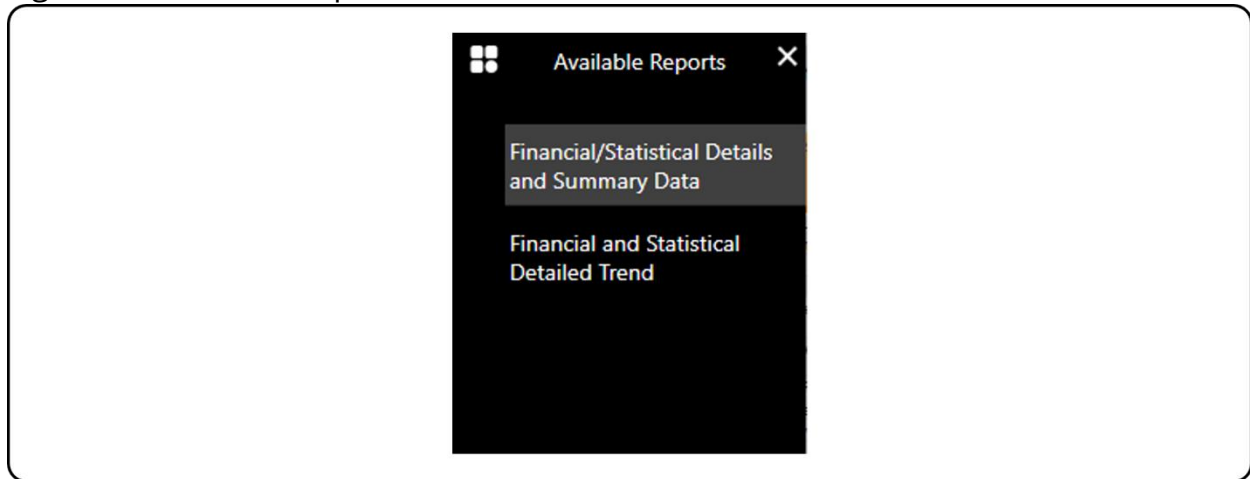 Available Reports
Financial/Statistical Details
and Summary Data
Financial and Statistical
Detailed Trend